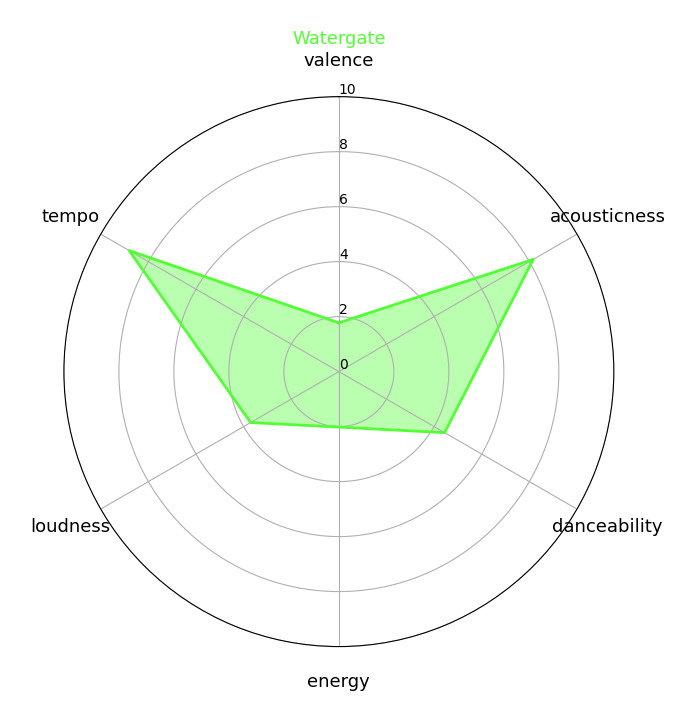 Watergate
valence
10
8
6
4
2
0
tempo
acousticness
loudness
danceability
energy